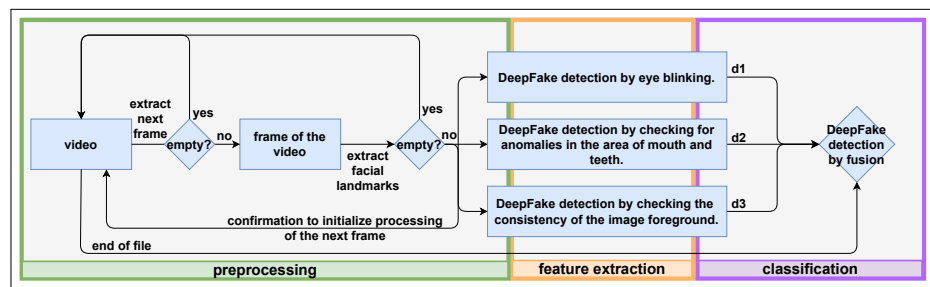 video
extract
next
frame
yes
empty?
no
frame of the
video
extract
facial
landmarks
yes
empty?
no
confirmation to initialize processing
of the next frame
end of file
DeepFake detection by eye blinking.
DeepFake detection by checking for
anomalies in the area of mouth and
teeth.
DeepFake detection by checking the
consistency of the image foreground.
d1
d2
d3
DeepFake
detection
by fusion
preprocessing
feature extraction
classification